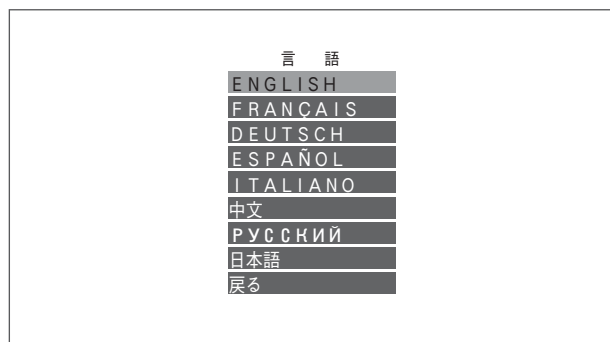 言 語
ENGLISH
FRANÇAIS
DEUTSCH
ESPAÑOL
ITALIANO
中文
РУССКИЙ
日本語
戻る